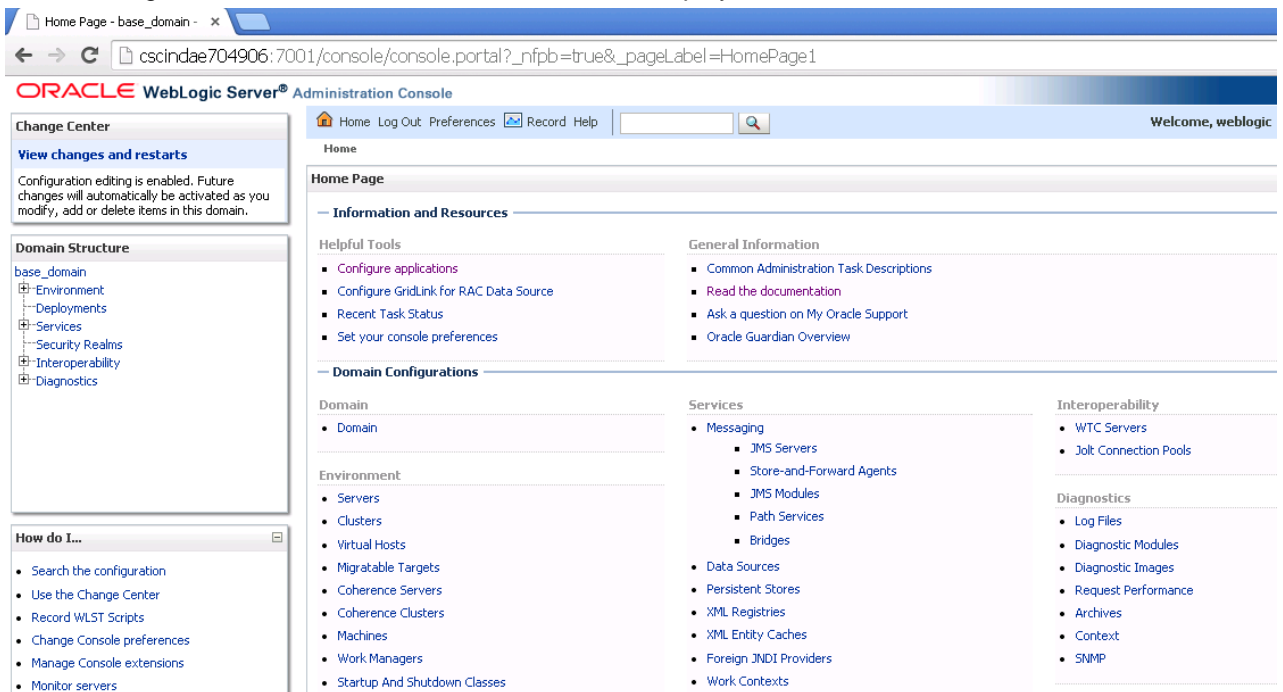 Home Page - base_domain - ×
cscindae704906:7001/console/console.portal?_nfpb=true&_pageLabel=HomePage1
ORACLE WebLogic Server® Administration Console
Change Center
View changes and restarts
Configuration editing is enabled. Future
changes will automatically be activated as you
modify, add or delete items in this domain.
Domain Structure
base_domain
Environment
Deployments
Services
Security Realms
Interoperability
Diagnostics
How do I...
Search the configuration
Use the Change Center
Record WLST Scripts
Change Console preferences
Manage Console extensions
Monitor servers
Home Log Out Preferences Record Help
Welcome, weblogic
Home
Home Page
Information and Resources
Helpful Tools
Configure applications
Configure GridLink for RAC Data Source
Recent Task Status
Set your console preferences
General Information
Common Administration Task Descriptions
Read the documentation
Ask a question on My Oracle Support
Oracle Guardian Overview
Domain Configurations
Domain
Domain
Environment
Servers
Clusters
Virtual Hosts
Migratable Targets
Coherence Servers
Coherence Clusters
Machines
Work Managers
Startup And Shutdown Classes
Services
Messaging
JMS Servers
Store-and-Forward Agents
JMS Modules
Path Services
Bridges
Data Sources
Persistent Stores
XML Registries
XML Entity Caches
Foreign JNDI Providers
Work Contexts
Interoperability
WTC Servers
Jolt Connection Pools
Diagnostics
Log Files
Diagnostic Modules
Diagnostic Images
Request Performance
Archives
Context
SNMP